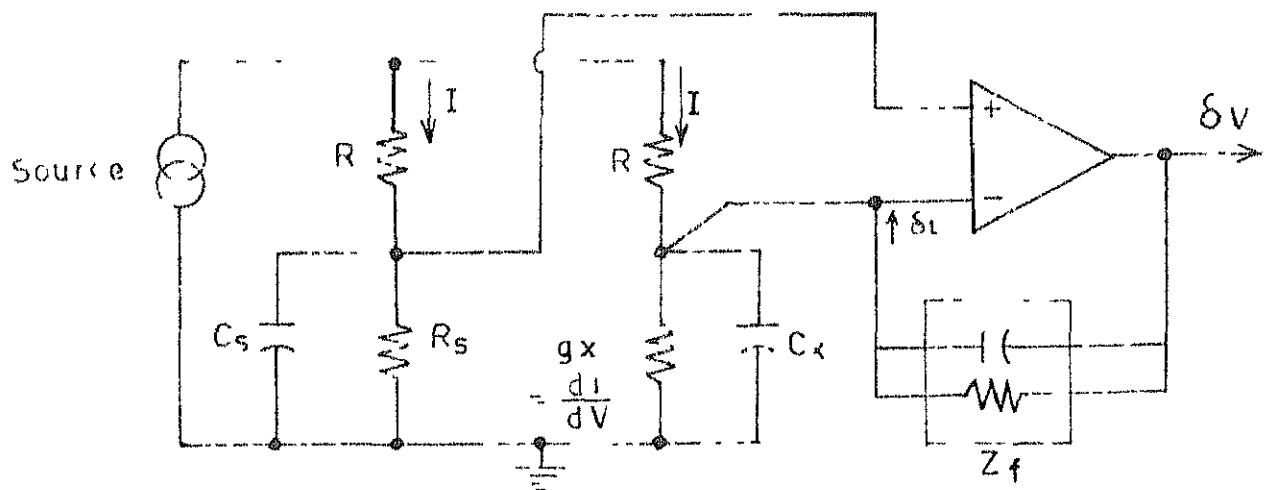 Source
I
R
I
R
+
−
δV
δi
Cs
Rs
gx
= di
dV
Cx
Zf